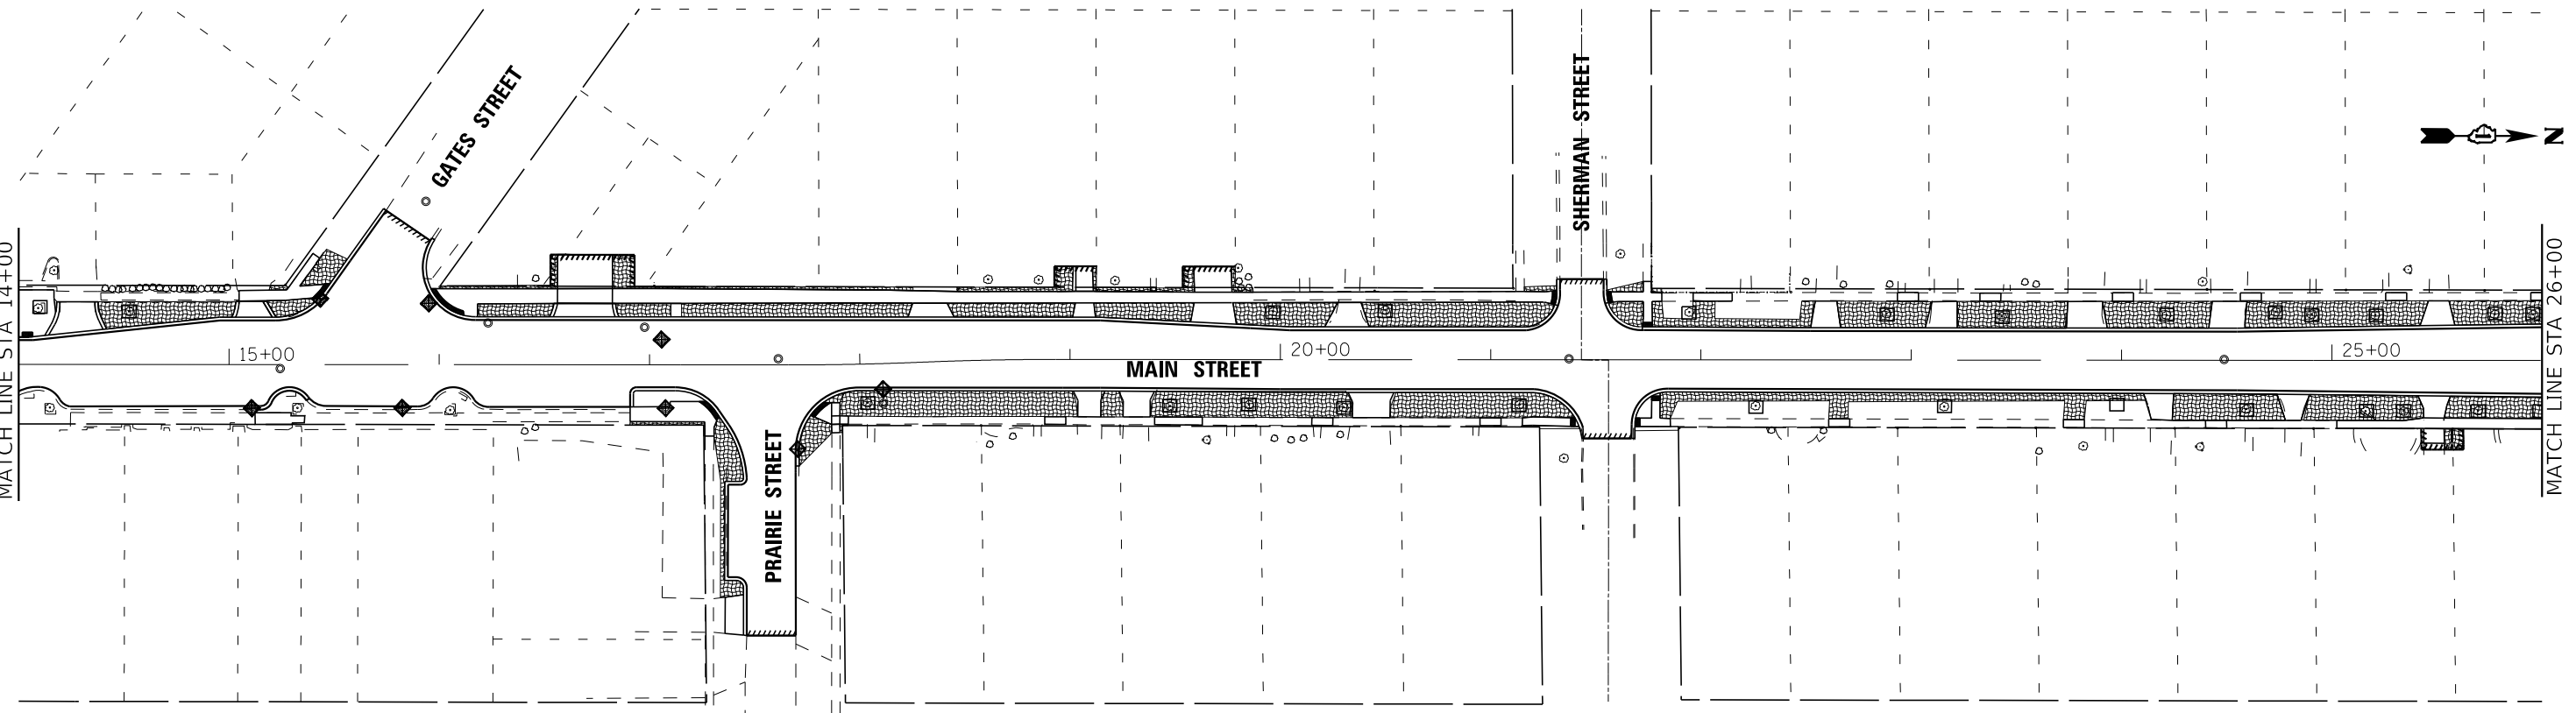 GATES STREET
SHERMAN STREET
N
MATCH LINE STA 14+00
15+00
20+00
25+00
MAIN STREET
MATCH LINE STA 26+00
PRAIRIE STREET